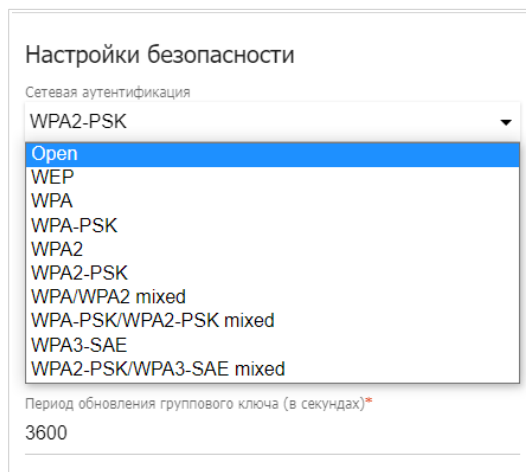 Настройки безопасности
Сетевая аутентификация
WPA2-PSK
Open
WEP
WPA
WPA-PSK
WPA2
WPA2-PSK
WPA/WPA2 mixed
WPA-PSK/WPA2-PSK mixed
WPA3-SAE
WPA2-PSK/WPA3-SAE mixed
Период обновления группового ключа (в секундах)*
3600